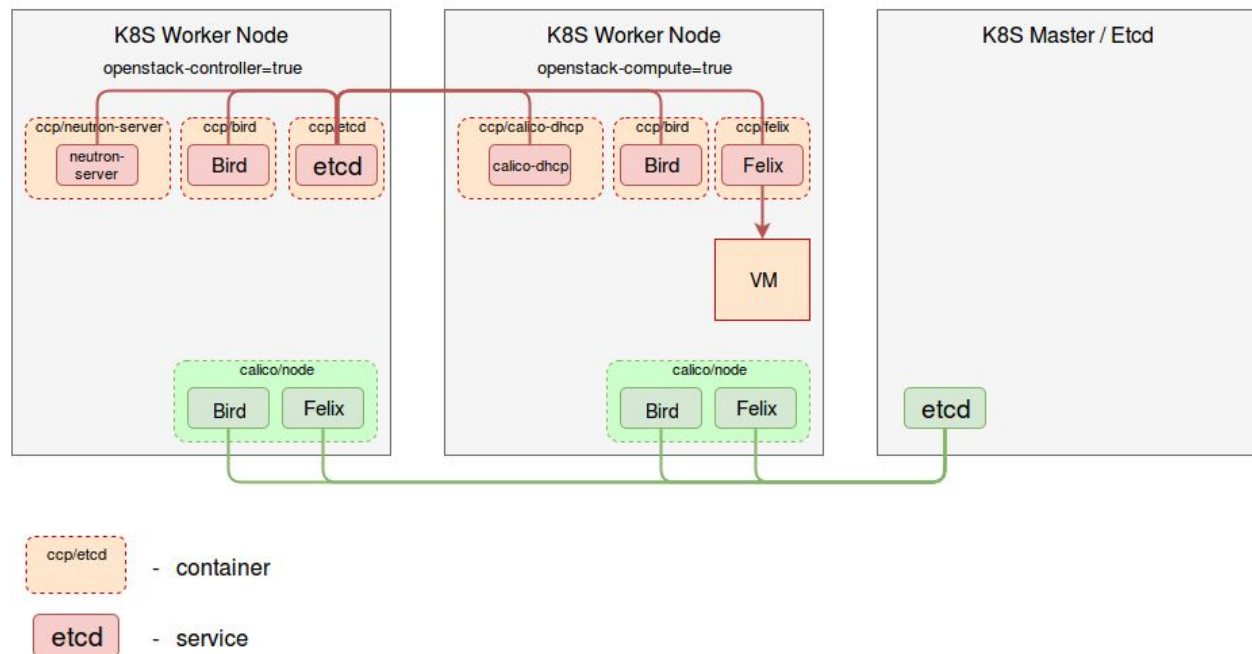 K8S Worker Node
openstack-controller=true
ccp/neutron-server
neutron-
server
ccp/bird
Bird
ccp/etcd
etcd
calico/node
Bird
Felix
K8S Worker Node
openstack-compute=true
ccp/calico-dhcp
calico-dhcp
ccp/bird
Bird
ccp/felix
Felix
VM
calico/node
Bird
Felix
K8S Master / Etcd
etcd
ccp/etcd
- container
etcd
- service